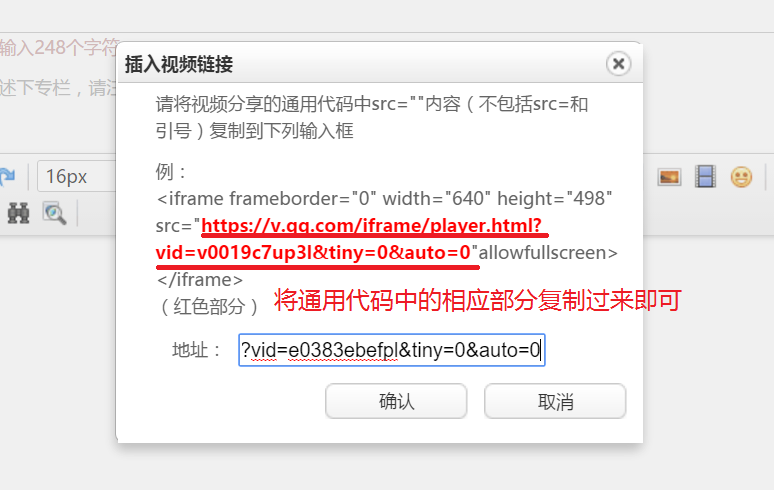 输入248个字符
述下专栏，请注
插入视频链接
请将视频分享的通用代码中src=""内容（不包括src=和
引号）复制到下列输入框
例：
<iframe frameborder="0" width="640" height="498"
src="https://v.qq.com/iframe/player.html?
vid=v0019c7up3l&tiny=0&auto=0"allowfullscreen>
</iframe>
（红色部分）
将通用代码中的相应部分复制过来即可
16px
地址：
?vid=e0383ebefpl&tiny=0&auto=0
确认
取消